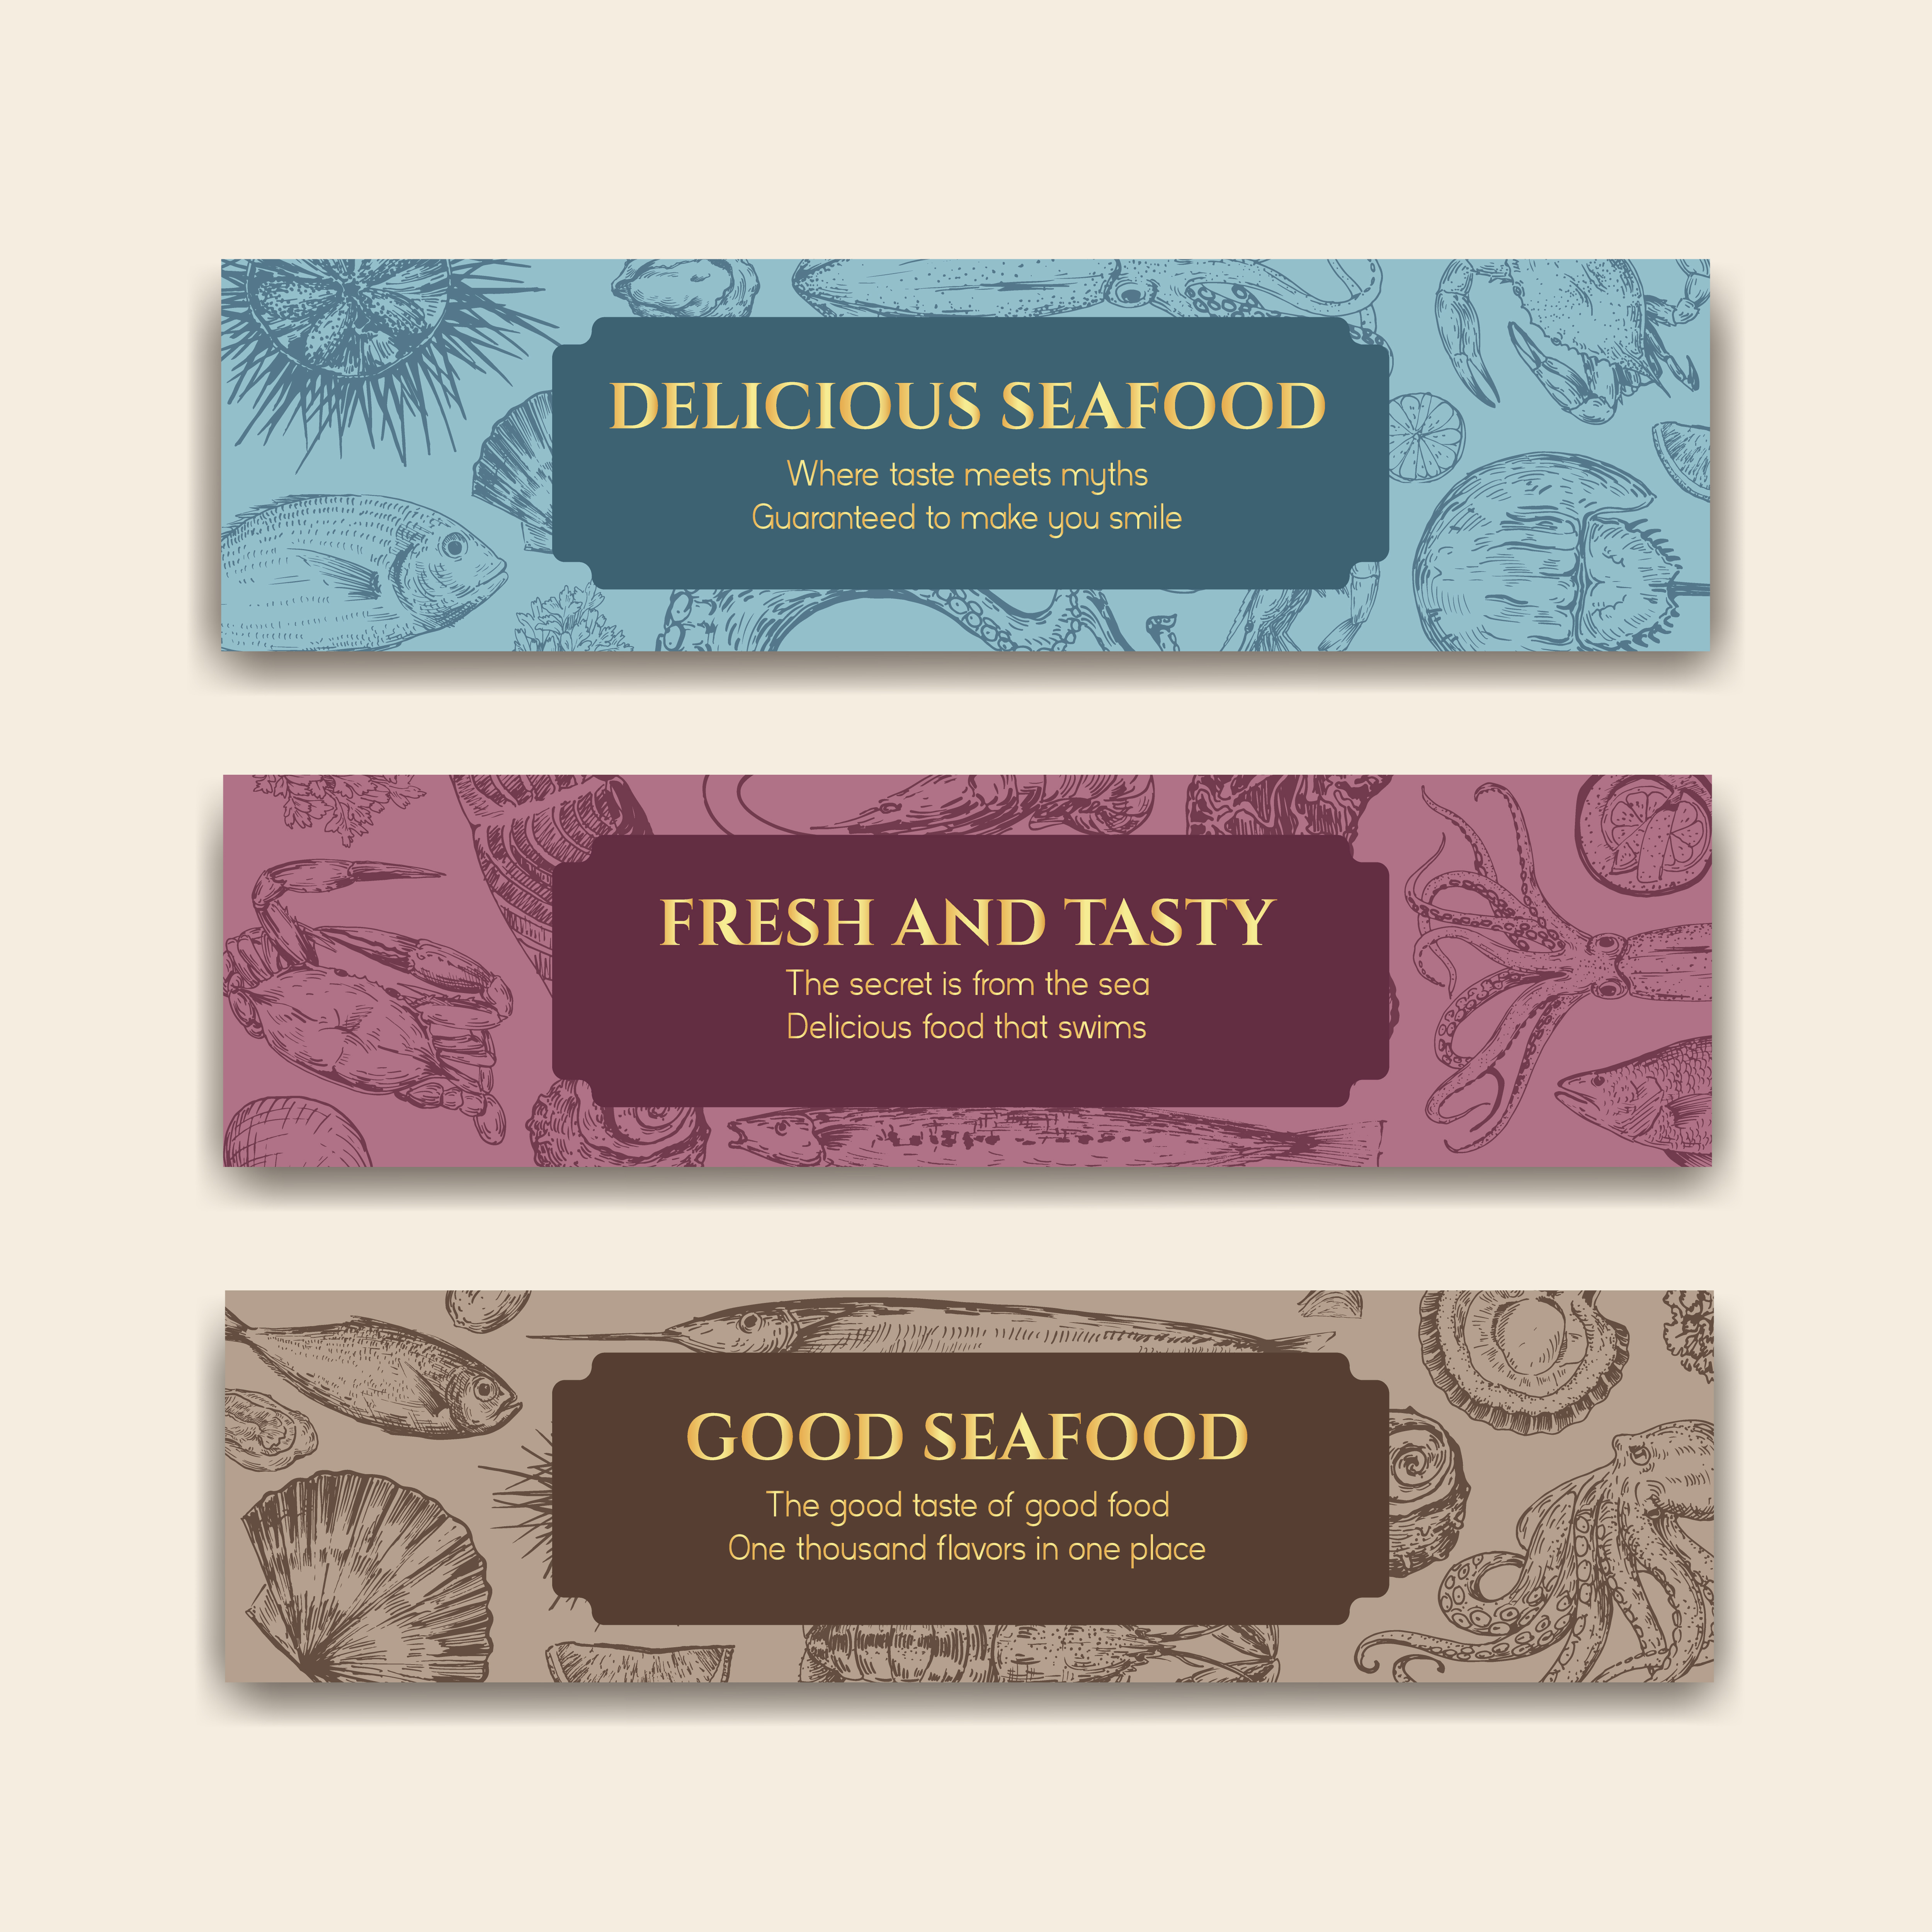 DELICIOUS SEAFOOD
Where taste meets myths
Guaranteed to make you smile
FRESH AND TASTY
The secret is from the sea
Delicious food that swims
GOOD SEAFOOD
The good taste of good food
One thousand flavors in one place